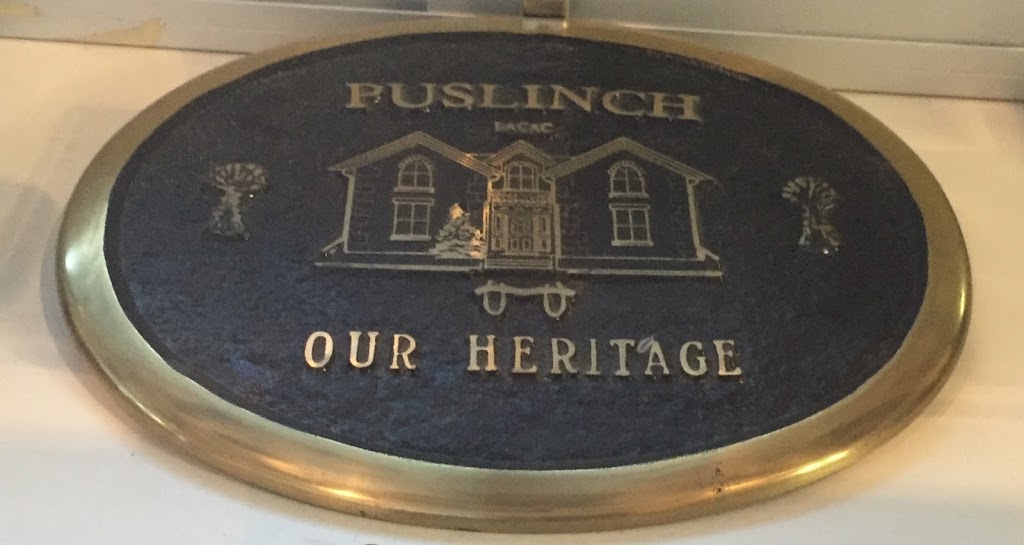 PUSLINCH
OUR HERITAGE